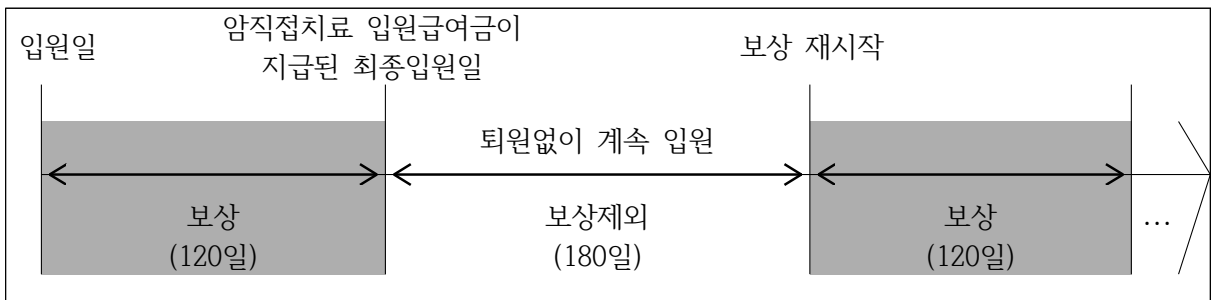 입원일
암직접치료 입원급여금이
지급된 최종입원일
보상 재시작
퇴원없이 계속 입원
보상
(120일)
보상제외
(180일)
보상
(120일)
…